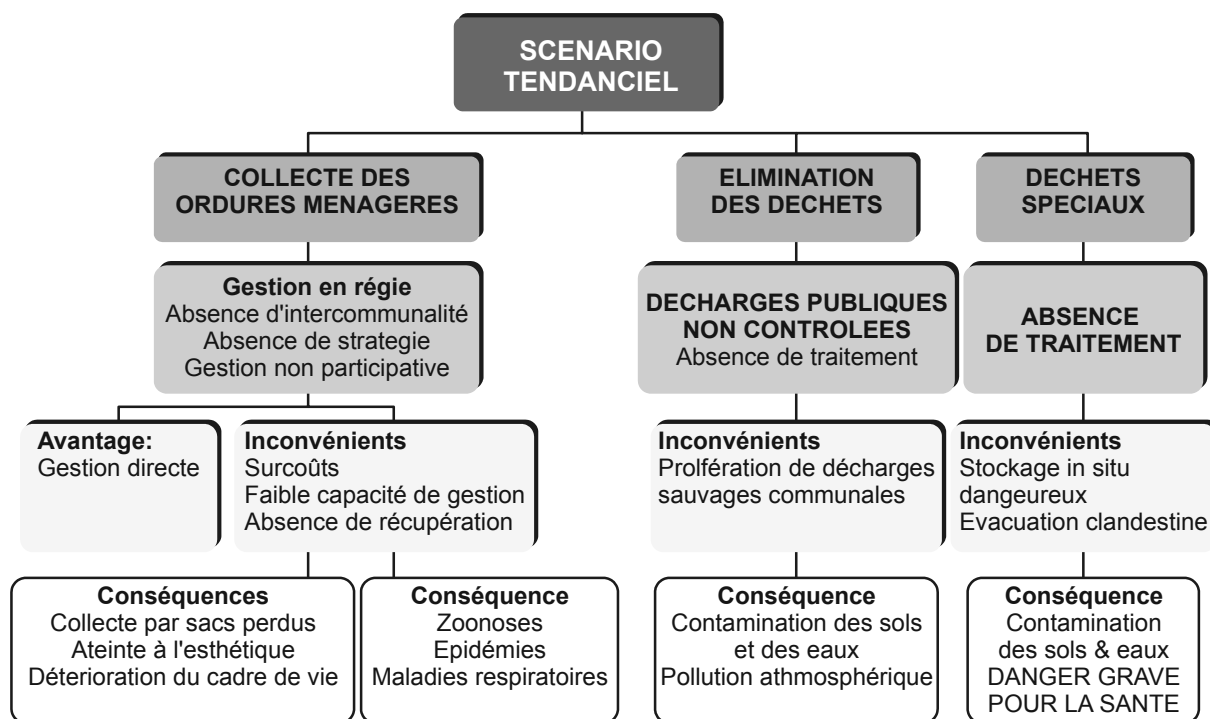 SCENARIO
TENDANCIEL
COLLECTE DES
ORDURES MENAGERES
ELIMINATION
DES DECHETS
DECHETS
SPECIAUX
Gestion en régie
Absence d'intercommunalité
Absence de strategie
Gestion non participative
DECHARGES PUBLIQUES
NON CONTROLEES
Absence de traitement
ABSENCE
DE TRAITEMENT
Avantage:
Gestion directe
Inconvénients
Surcoûts
Faible capacité de gestion
Absence de récupération
Inconvénients
Prolfération de décharges
sauvages communales
Inconvénients
Stockage in situ
dangeureux
Evacuation clandestine
Conséquences
Collecte par sacs perdus
Ateinte à l'esthétique
Déterioration du cadre de vie
Conséquence
Zoonoses
Epidémies
Maladies respiratoires
Conséquence
Contamination des sols
et des eaux
Pollution athmosphérique
Conséquence
Contamination
des sols & eaux
DANGER GRAVE
POUR LA SANTE